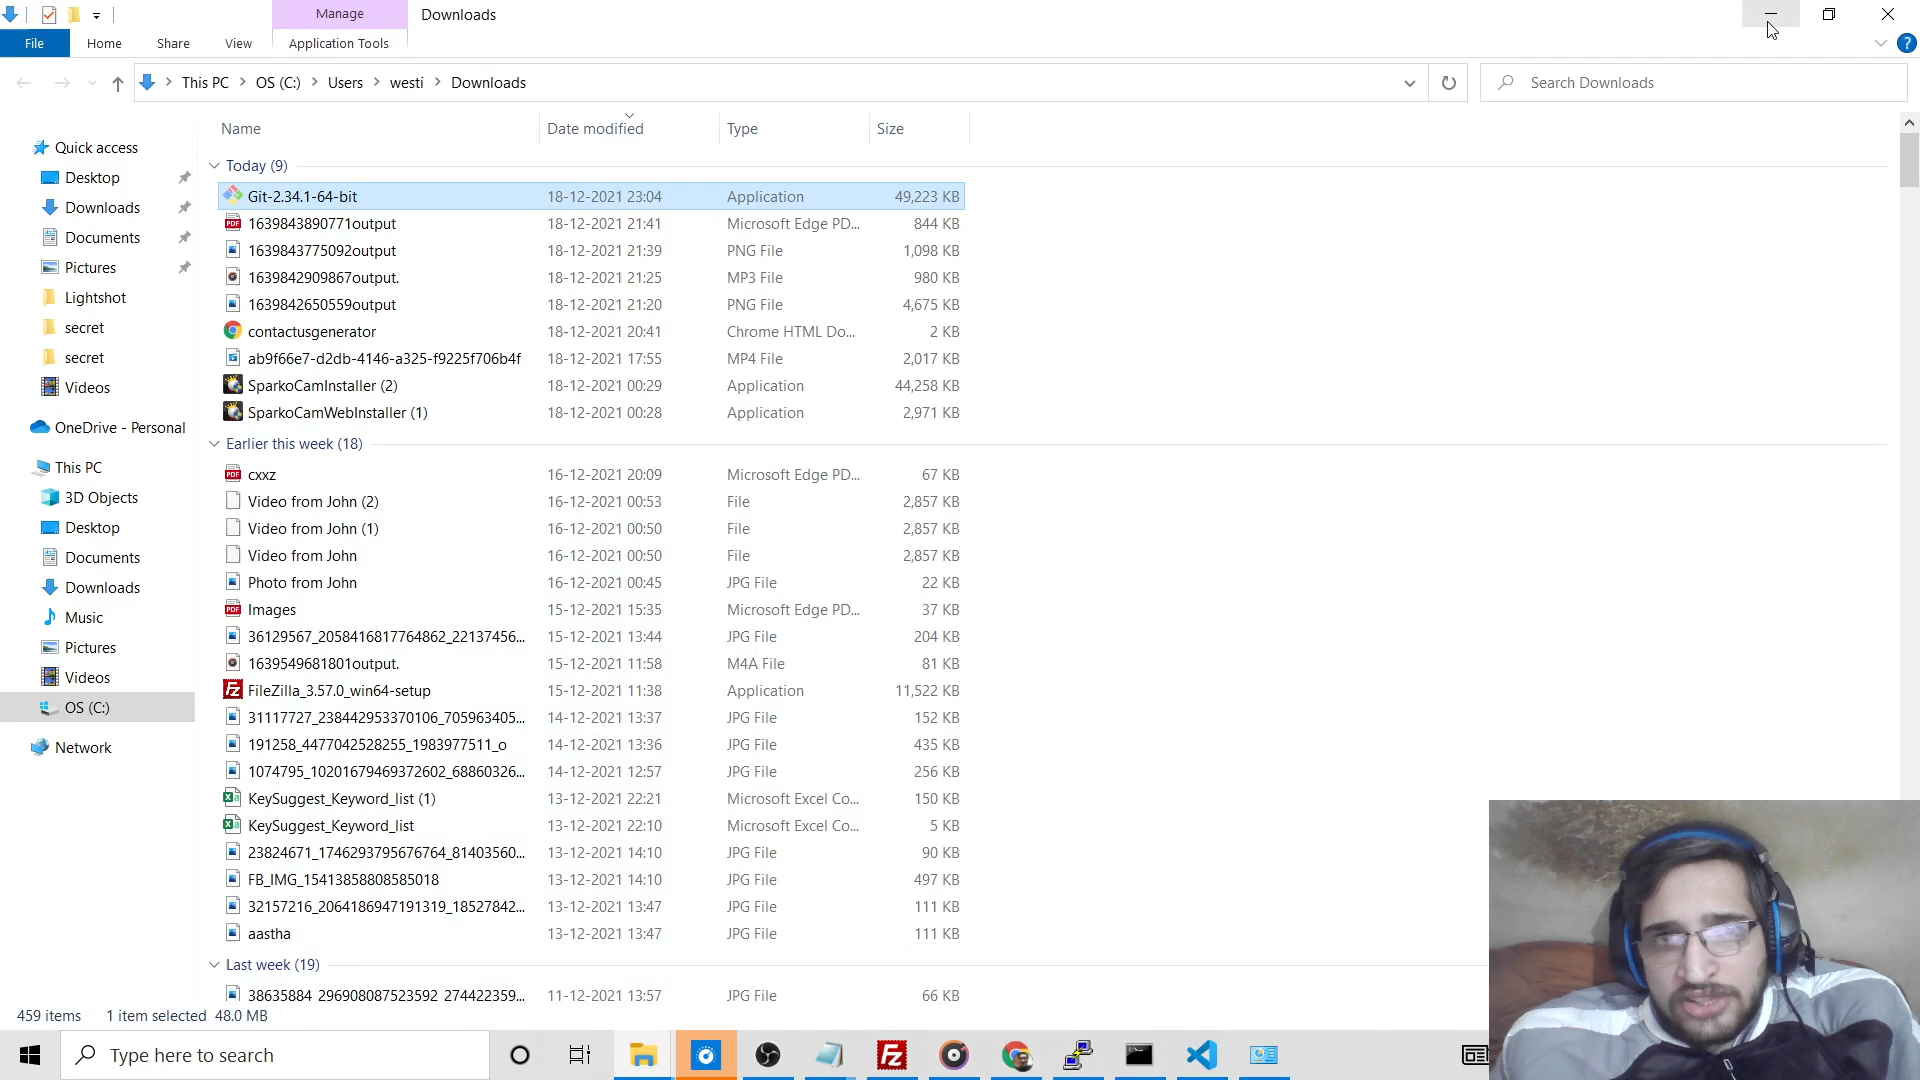 Manage
Downloads
File
Home
Share
View
Application Tools
?
This PC
OS (C:)
Users
westi
Downloads
Search Downloads
Name
Date modified
Type
Size
Quick access
Desktop
Downloads
Documents
Pictures
Lightshot
secret
secret
Videos
OneDrive - Personal
This PC
3D Objects
Desktop
Documents
Downloads
Music
Pictures
Videos
OS (C:)
Network
Today (9)
Git-2.34.1-64-bit 18-12-2021 23:04 Application 49,223 KB
1639843890771output 18-12-2021 21:41 Microsoft Edge PD... 844 KB
1639843775092output 18-12-2021 21:39 PNG File 1,098 KB
1639842909867output. 18-12-2021 21:25 MP3 File 980 KB
1639842650559output 18-12-2021 21:20 PNG File 4,675 KB
contactusgenerator 18-12-2021 20:41 Chrome HTML Do... 2 KB
ab9f66e7-d2db-4146-a325-f9225f706b4f 18-12-2021 17:55 MP4 File 2,017 KB
SparkoCamInstaller (2) 18-12-2021 00:29 Application 44,258 KB
SparkoCamWebInstaller (1) 18-12-2021 00:28 Application 2,971 KB
Earlier this week (18)
cxxz 16-12-2021 20:09 Microsoft Edge PD... 67 KB
Video from John (2) 16-12-2021 00:53 File 2,857 KB
Video from John (1) 16-12-2021 00:50 File 2,857 KB
Video from John 16-12-2021 00:50 File 2,857 KB
Photo from John 16-12-2021 00:45 JPG File 22 KB
Images 15-12-2021 15:35 Microsoft Edge PD... 37 KB
36129567_2058416817764862_22137456... 15-12-2021 13:44 JPG File 204 KB
1639549681801output. 15-12-2021 11:58 M4A File 81 KB
FileZilla_3.57.0_win64-setup 15-12-2021 11:38 Application 11,522 KB
31117727_238442953370106_705963405... 14-12-2021 13:37 JPG File 152 KB
191258_4477042528255_1983977511_o 14-12-2021 13:36 JPG File 435 KB
1074795_10201679469372602_68860326... 14-12-2021 12:57 JPG File 256 KB
KeySuggest_Keyword_list (1) 13-12-2021 22:21 Microsoft Excel Co... 150 KB
KeySuggest_Keyword_list 13-12-2021 22:10 Microsoft Excel Co... 5 KB
23824671_1746293795676764_81403560... 13-12-2021 14:10 JPG File 90 KB
FB_IMG_15413858808585018 13-12-2021 14:10 JPG File 497 KB
32157216_2064186947191319_18527842... 13-12-2021 13:47 JPG File 111 KB
aastha 13-12-2021 13:47 JPG File 111 KB
Last week (19)
38635884_296908087523592_274422359... 11-12-2021 13:57 JPG File 66 KB
459 items 1 item selected 48.0 MB
Type here to search